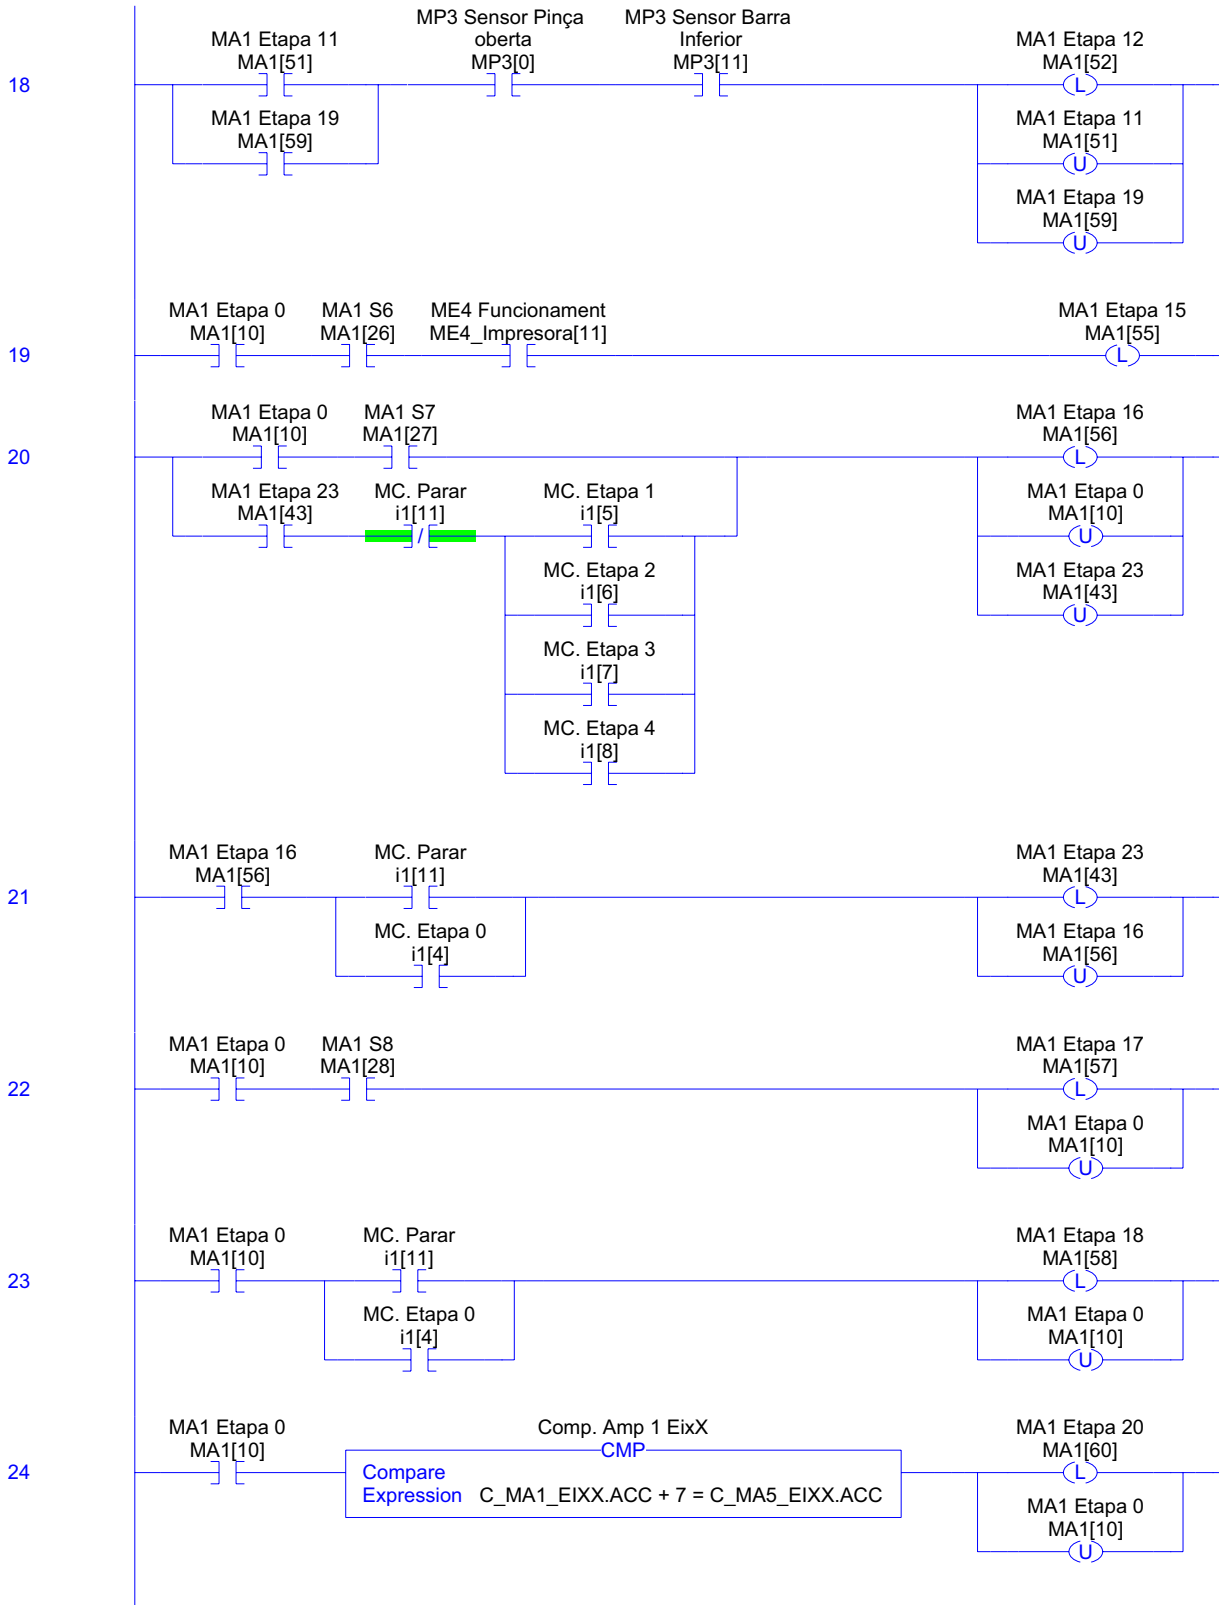 MP3 Sensor Pinça MP3 Sensor Barra
MA1 Etapa 11 oberta Inferior MA1 Etapa 12
MA1[51] MP3[0] MP3[11] MA1[52]
18 L
MA1 Etapa 19 MA1 Etapa 11
MA1[59] MA1[51]
U
MA1 Etapa 19
MA1[59]
U
MA1 Etapa 0 MA1 S6 ME4 Funcionament MA1 Etapa 15
MA1[10] MA1[26] ME4_Impresora[11] MA1[55]
19 L
MA1 Etapa 0 MA1 S7 MA1 Etapa 16
MA1[10] MA1[27] MA1[56]
20 L
MA1 Etapa 23 MC. Parar MC. Etapa 1 MA1 Etapa 0
MA1[43] i1[11] i1[5] MA1[10]
/ U
MC. Etapa 2 MA1 Etapa 23
i1[6] MA1[43]
U
MC. Etapa 3
i1[7]
MC. Etapa 4
i1[8]
MA1 Etapa 16 MC. Parar MA1 Etapa 23
MA1[56] i1[11] MA1[43]
21 L
MC. Etapa 0 MA1 Etapa 16
i1[4] MA1[56]
U
MA1 Etapa 0 MA1 S8 MA1 Etapa 17
MA1[10] MA1[28] MA1[57]
22 L
MA1 Etapa 0
MA1[10]
U
MA1 Etapa 0 MC. Parar MA1 Etapa 18
MA1[10] i1[11] MA1[58]
23 L
MC. Etapa 0 MA1 Etapa 0
i1[4] MA1[10]
U
MA1 Etapa 0 Comp. Amp 1 EixX MA1 Etapa 20
MA1[10] CMP MA1[60]
24 Compare L
Expression C_MA1_EIXX.ACC + 7 = C_MA5_EIXX.ACC
MA1 Etapa 0
MA1[10]
U